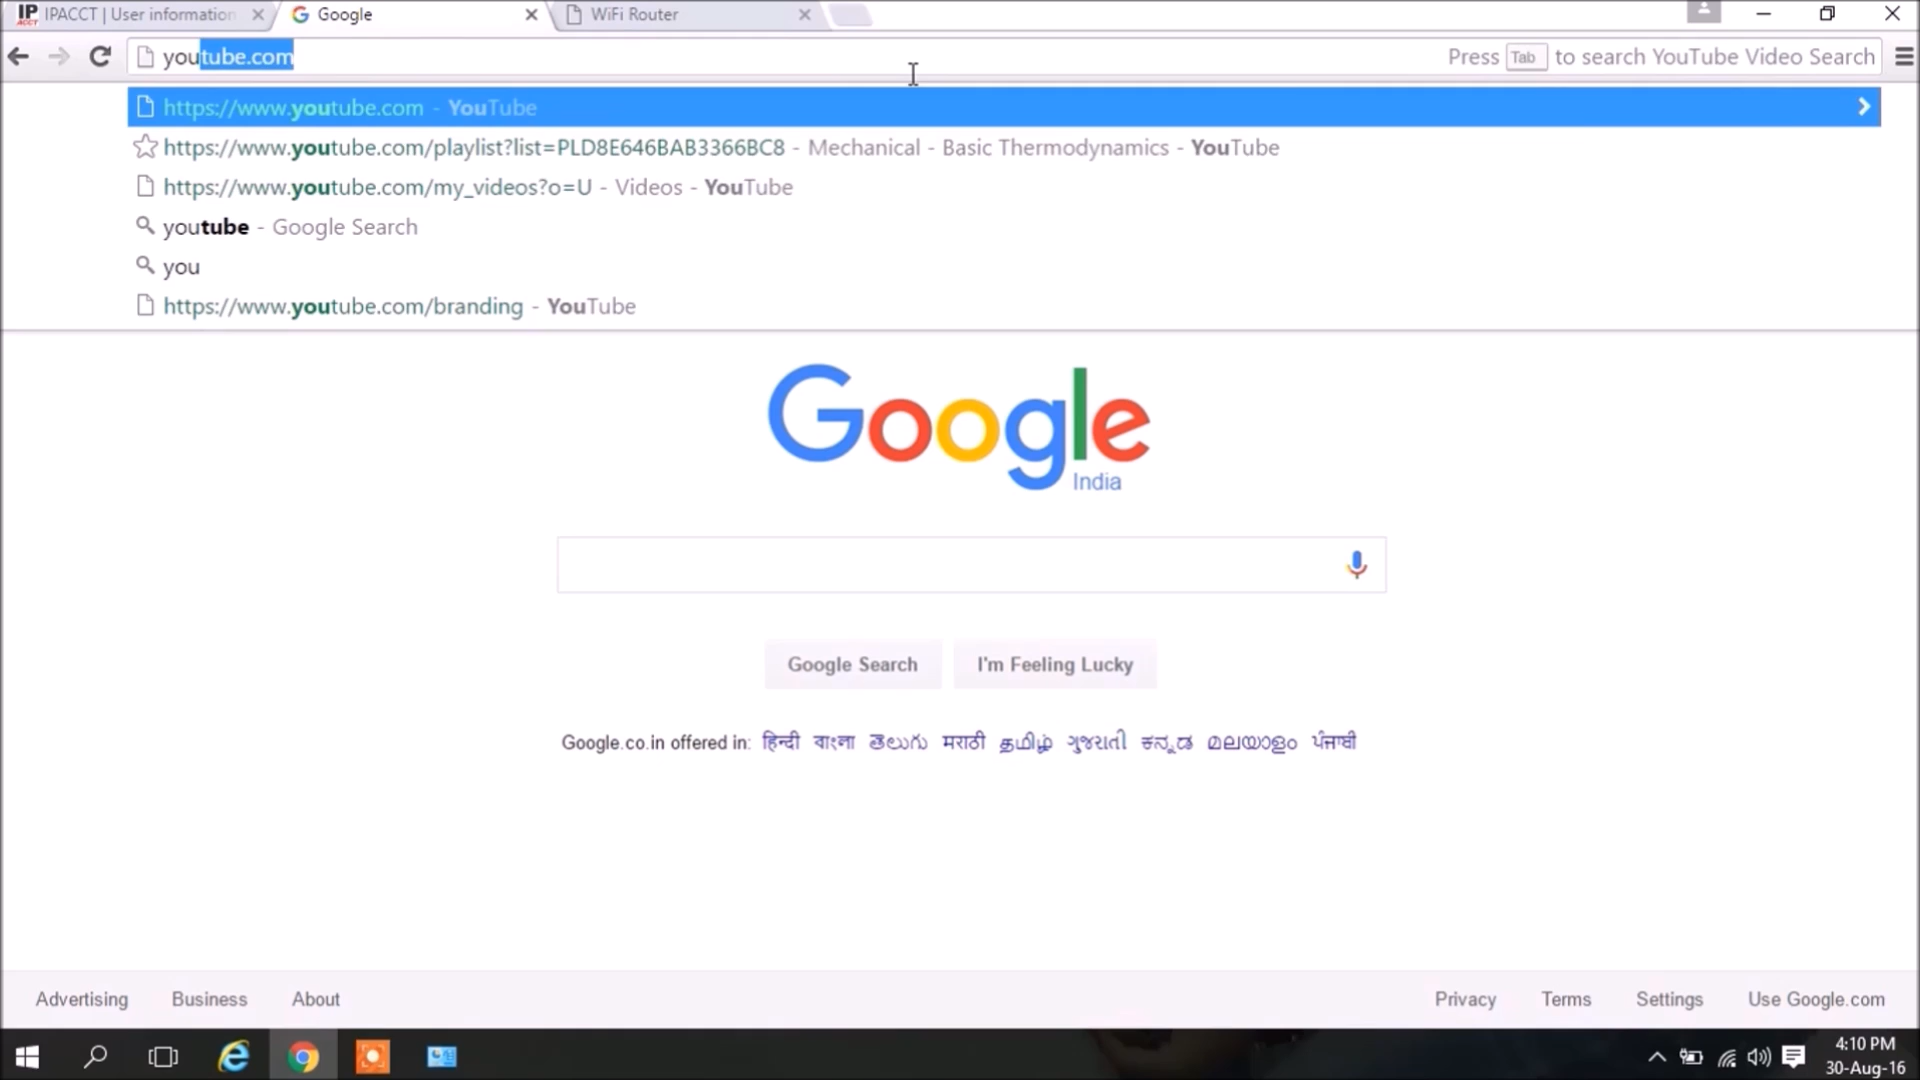 IP ACCT IPACCT | User information
Google
WiFi Router
youtube.com
Press Tab to search YouTube Video Search
https://www.youtube.com - YouTube
https://www.youtube.com/playlist?list=PLD8E646BAB3366BC8 - Mechanical - Basic Thermodynamics - YouTube
https://www.youtube.com/my_videos?o=U - Videos - YouTube
youtube - Google Search
you
https://www.youtube.com/branding - YouTube
Google
India
Google Search
I'm Feeling Lucky
Google.co.in offered in: हिन्दी বাংলা తెలుగు मराठी தமிழ் ગુજરાતી ಕನ್ನಡ മലയാളം ਪੰਜਾਬੀ
Advertising Business About
Privacy Terms Settings Use Google.com
4:10 PM
30-Aug-16